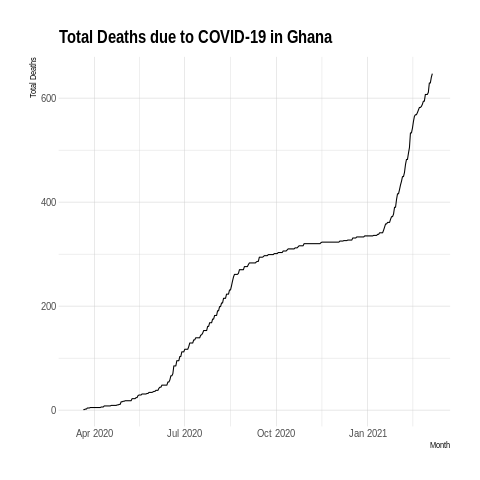 Total Deaths due to COVID-19 in Ghana
Total Deaths
600
400
200
0
Apr 2020
Jul 2020
Oct 2020
Jan 2021
Month